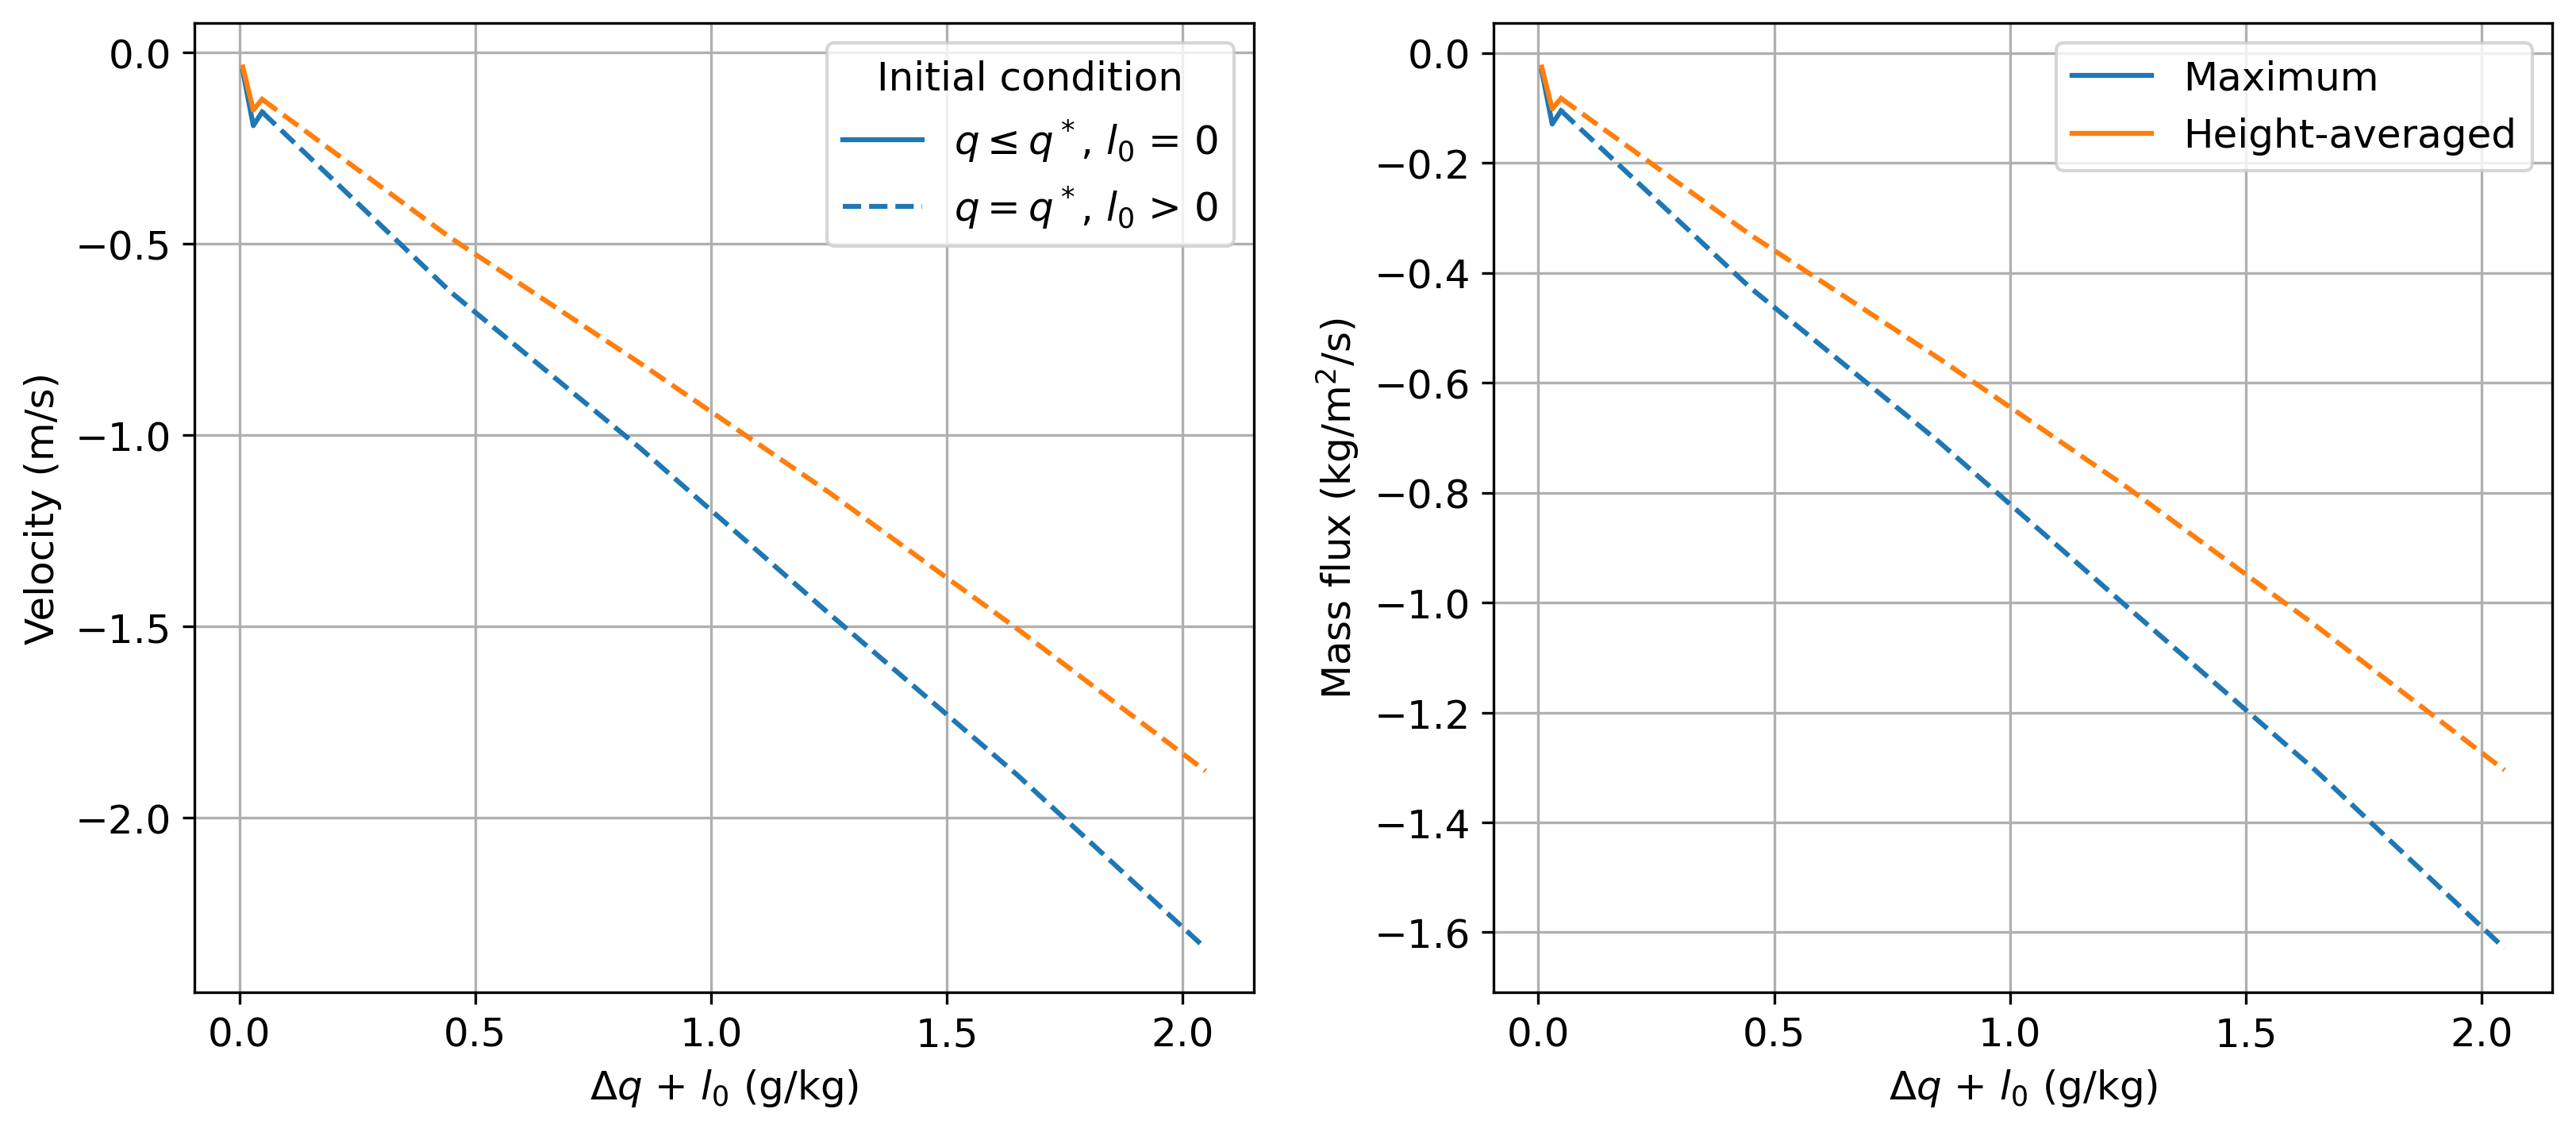 0.0
−0.5
−1.0
−1.5
−2.0
Velocity (m/s)
Initial condition
q ≤ q*, l₀ = 0
q = q*, l₀ > 0
0.0 0.5 1.0 1.5 2.0
Δq + l₀ (g/kg)
0.0
−0.2
−0.4
−0.6
−0.8
−1.0
−1.2
−1.4
−1.6
Mass flux (kg/m²/s)
Maximum
Height-averaged
0.0 0.5 1.0 1.5 2.0
Δq + l₀ (g/kg)